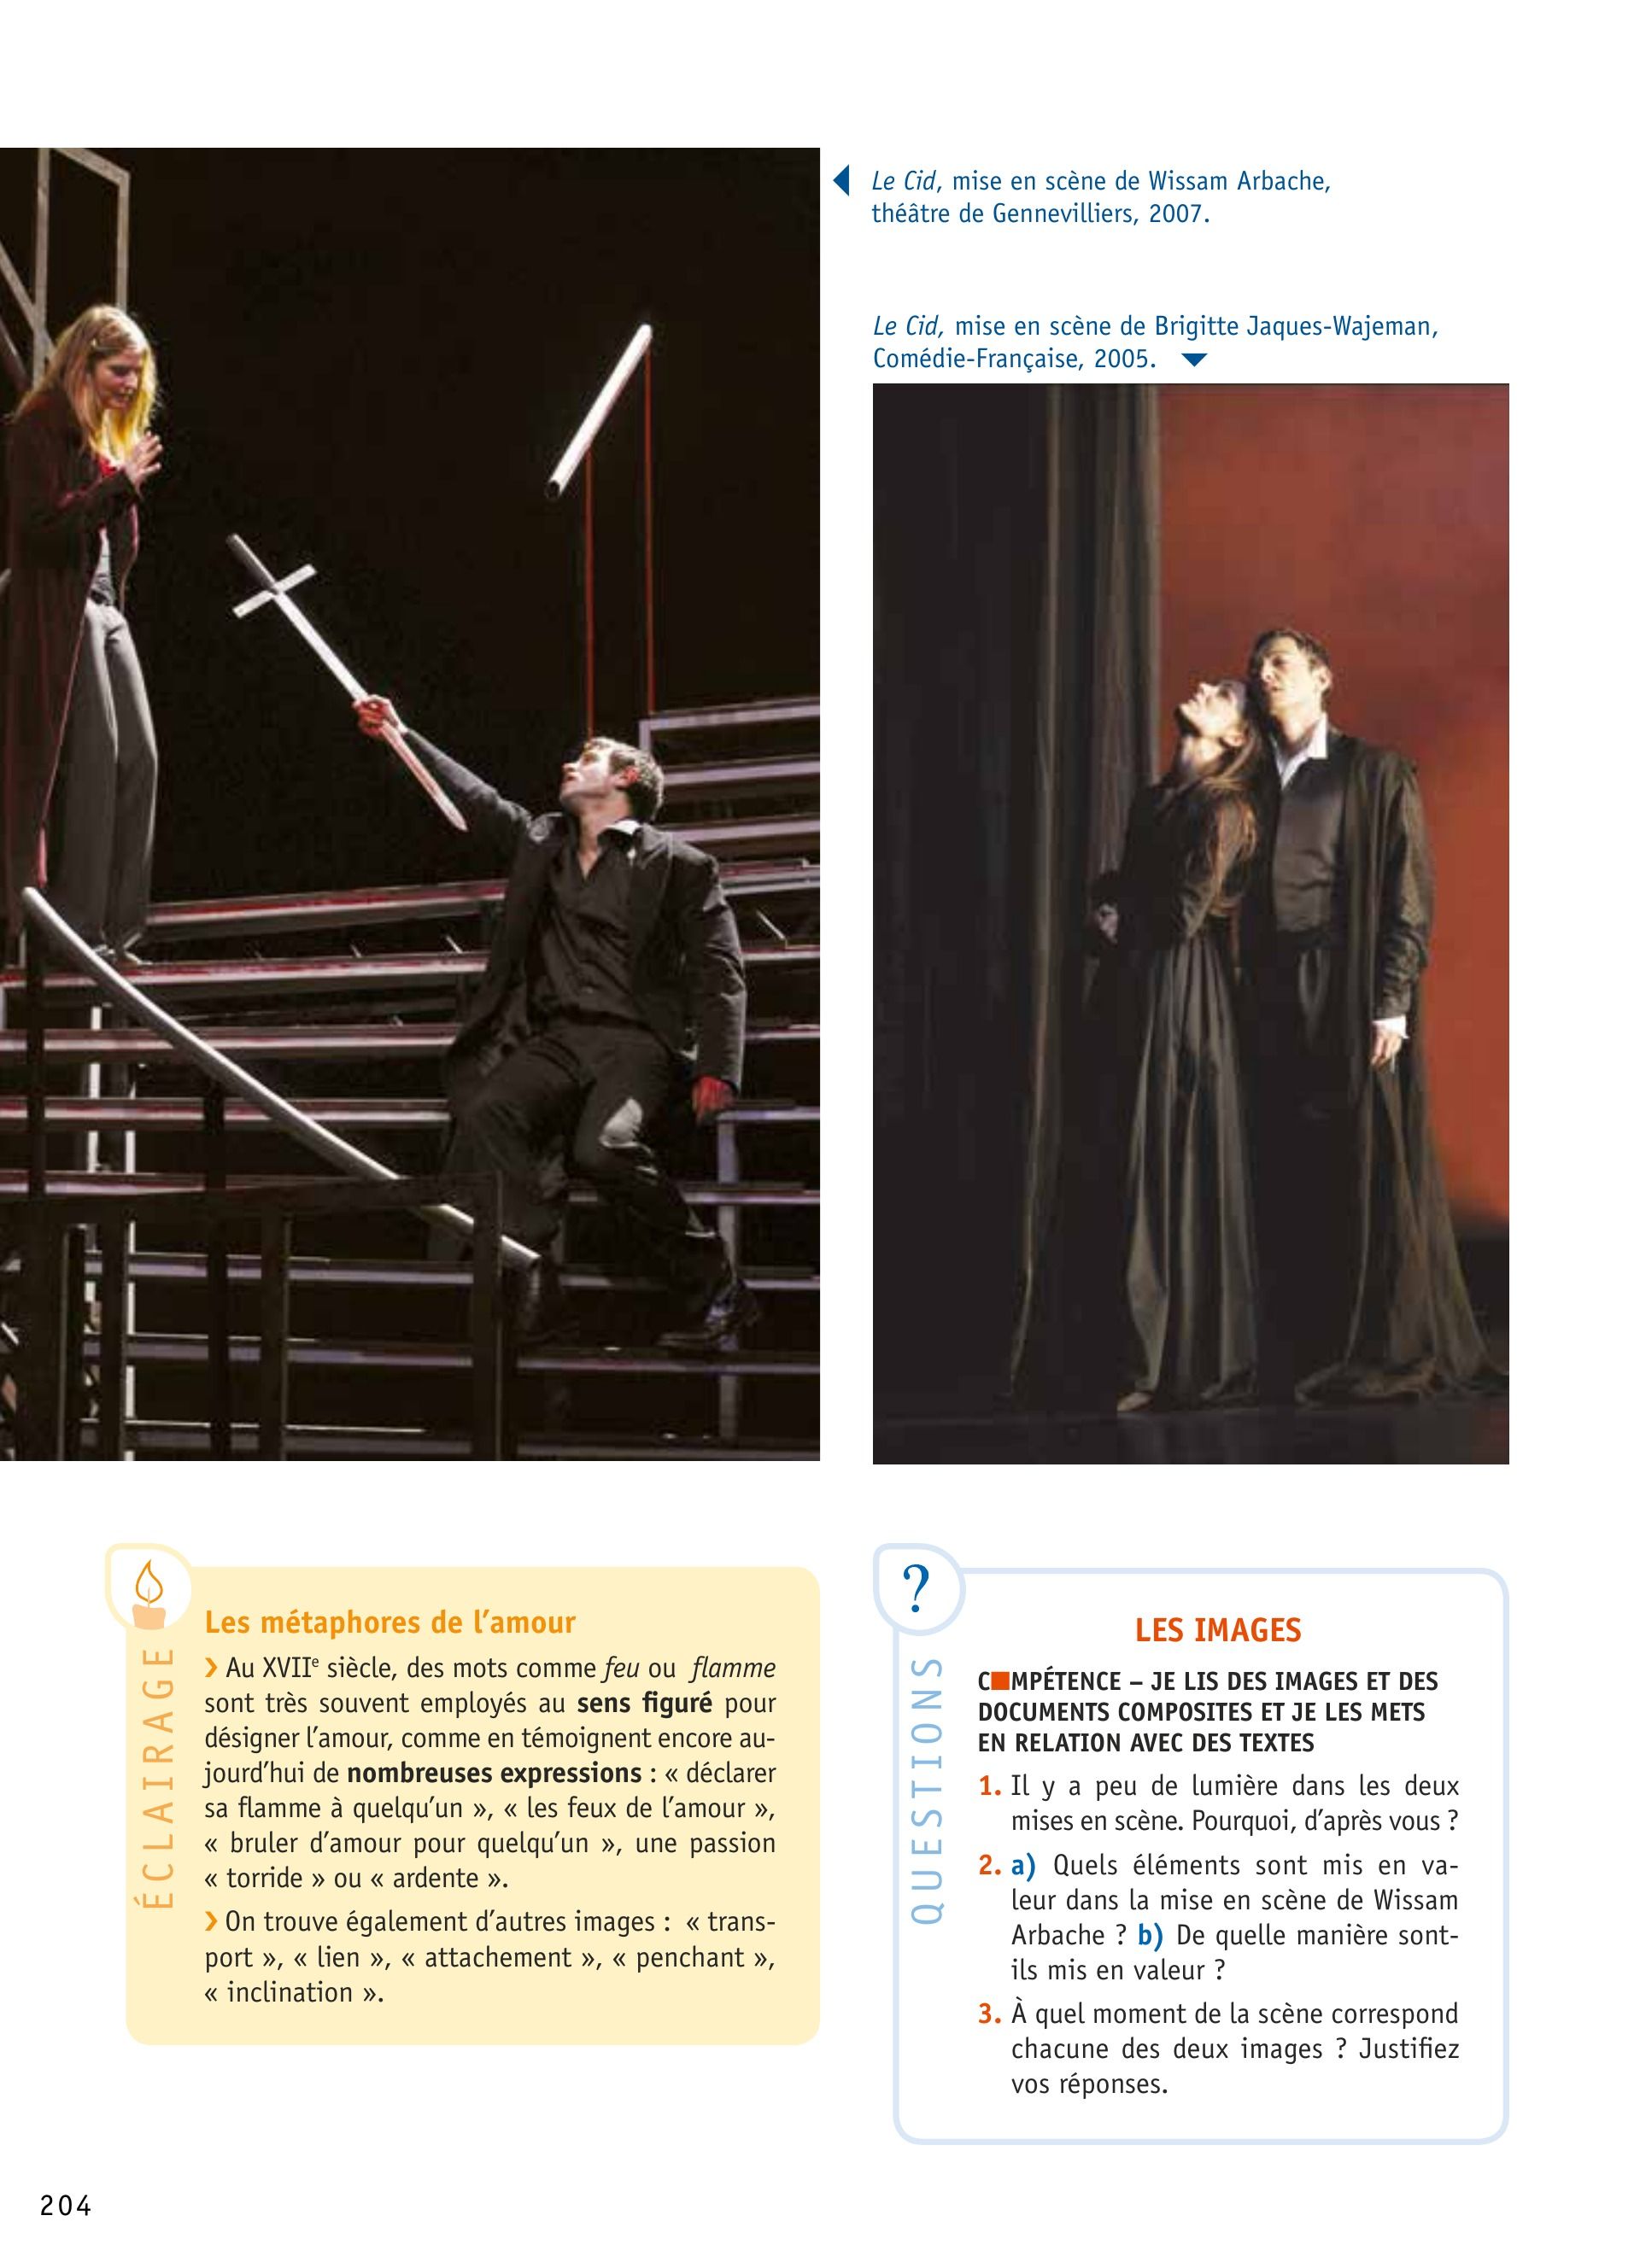 Le Cid, mise en scène de Wissam Arbache,
théâtre de Gennevilliers, 2007.
Le Cid, mise en scène de Brigitte Jaques-Wajeman,
Comédie-Française, 2005.
ÉCLAIRAGE
Les métaphores de l'amour
› Au XVIIe siècle, des mots comme feu ou flamme
sont très souvent employés au sens figuré pour
désigner l'amour, comme en témoignent encore au-
jourd'hui de nombreuses expressions : « déclarer
sa flamme à quelqu'un », « les feux de l'amour »,
« bruler d'amour pour quelqu'un », une passion
« torride » ou « ardente ».
› On trouve également d'autres images : « trans-
port », « lien », « attachement », « penchant »,
« inclination ».
?
QUESTIONS
LES IMAGES
C■MPÉTENCE – JE LIS DES IMAGES ET DES
DOCUMENTS COMPOSITES ET JE LES METS
EN RELATION AVEC DES TEXTES
1. Il y a peu de lumière dans les deux
mises en scène. Pourquoi, d'après vous ?
2. a) Quels éléments sont mis en va-
leur dans la mise en scène de Wissam
Arbache ? b) De quelle manière sont-
ils mis en valeur ?
3. À quel moment de la scène correspond
chacune des deux images ? Justifiez
vos réponses.
204